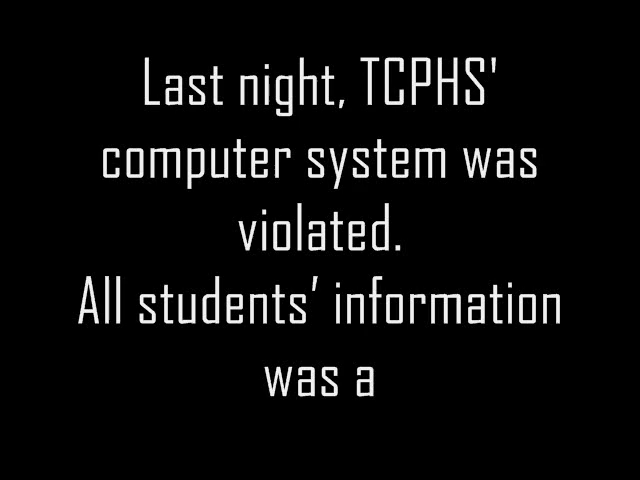 Last night, TCPHS'
computer system was
violated.
All students’ information
was a